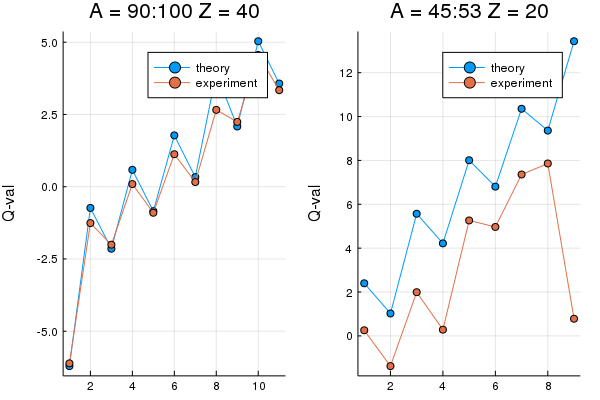 A = 90:100 Z = 40
Q-val
5.0
2.5
0.0
-2.5
-5.0
2 4 6 8 10
theory
experiment
A = 45:53 Z = 20
Q-val
12
10
8
6
4
2
0
2 4 6 8
theory
experiment